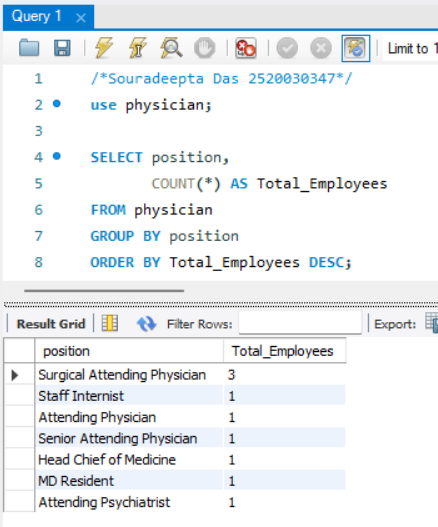 Query 1
Limit to 1
1 /*Souradeepta Das 2520030347*/
2 use physician;
3
4 SELECT position,
5 COUNT(*) AS Total_Employees
6 FROM physician
7 GROUP BY position
8 ORDER BY Total_Employees DESC;
Result Grid Filter Rows: Export:
position Total_Employees
Surgical Attending Physician 3
Staff Internist 1
Attending Physician 1
Senior Attending Physician 1
Head Chief of Medicine 1
MD Resident 1
Attending Psychiatrist 1